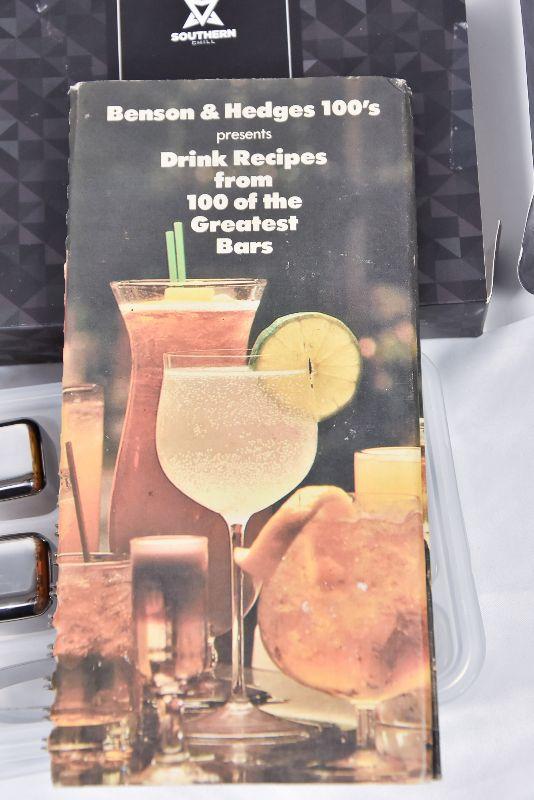 SOUTHERN
CHILL
Benson & Hedges 100's
presents
Drink Recipes
from
100 of the
Greatest
Bars